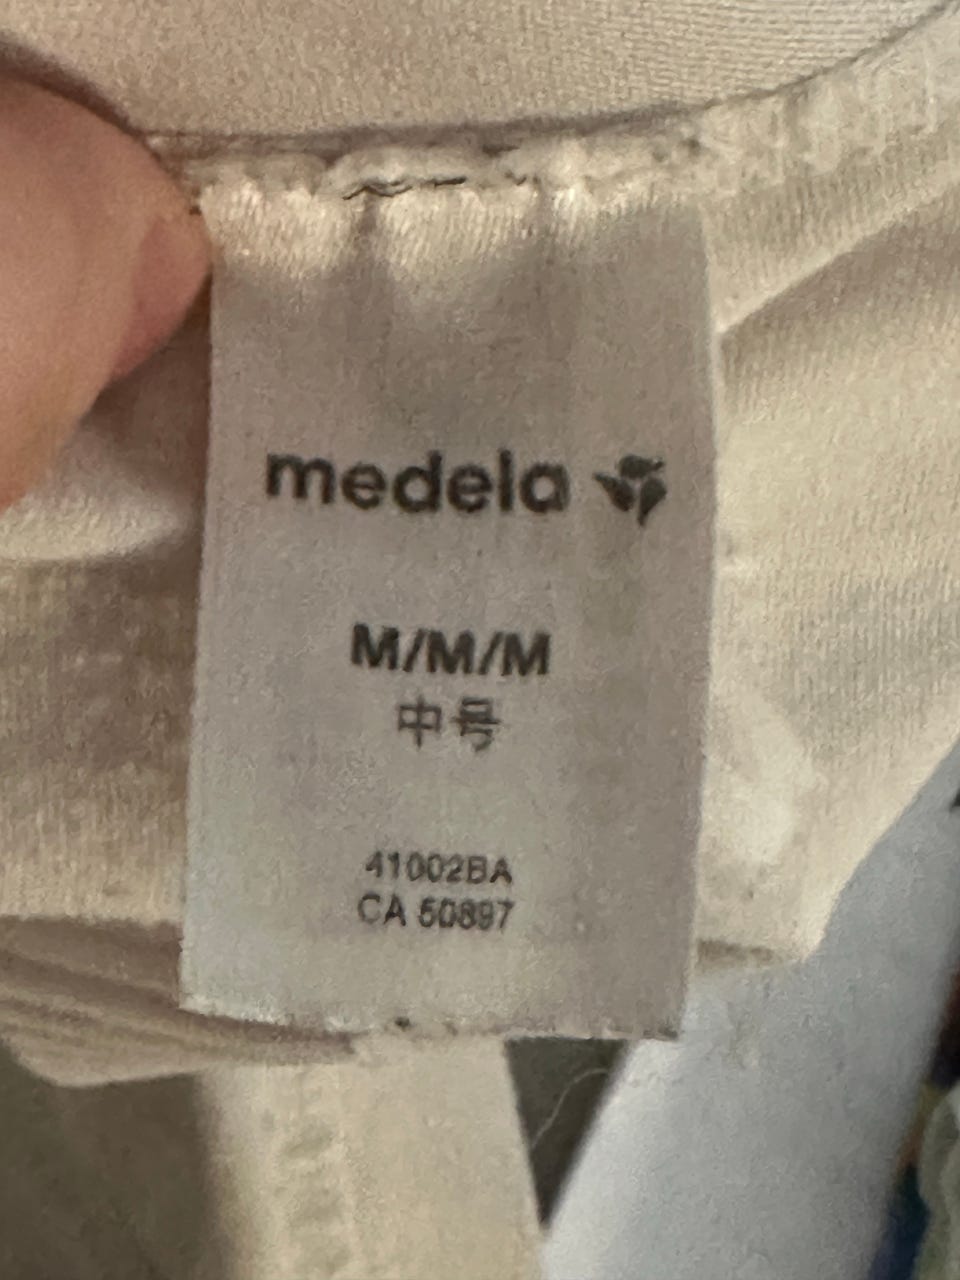 medela
M/M/M
中号
41002BA
CA 50897